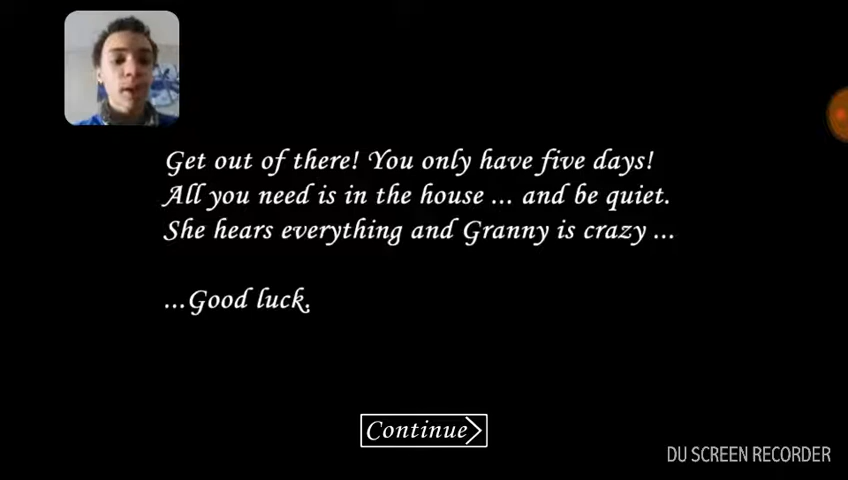 Get out of there! You only have five days!
All you need is in the house ... and be quiet.
She hears everything and Granny is crazy ...
...Good luck.
Continue
DU SCREEN RECORDER